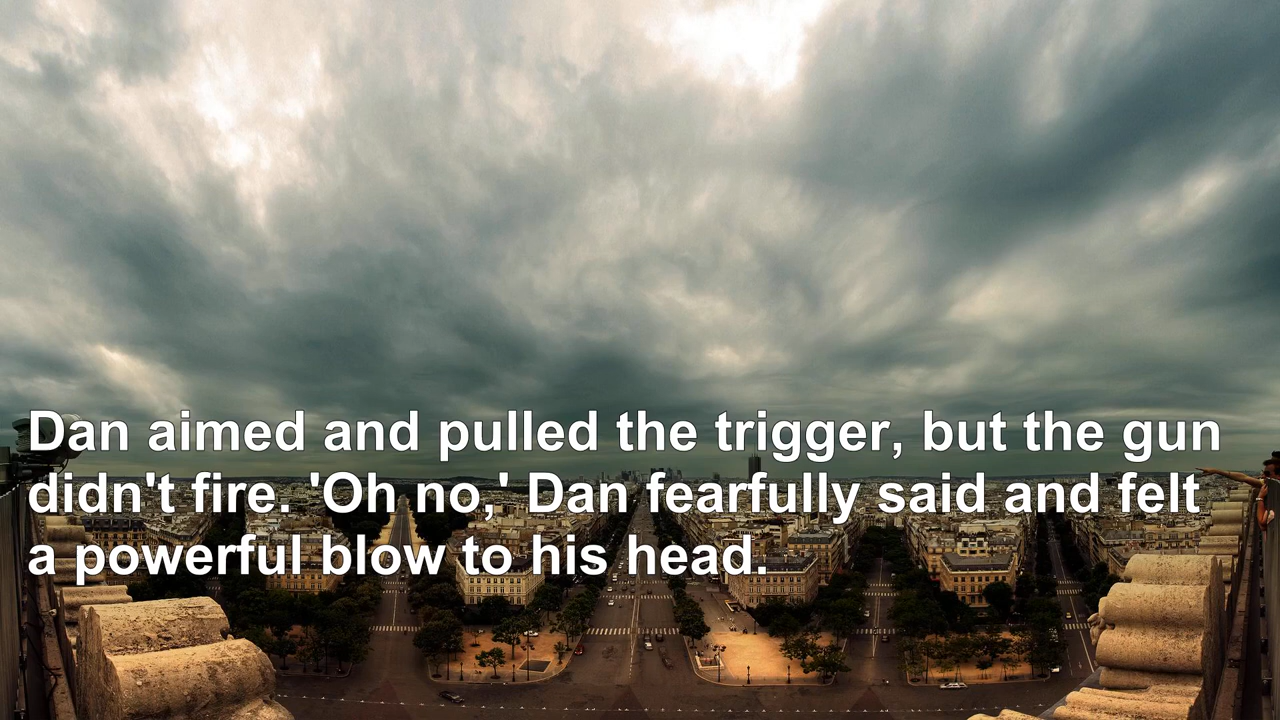 Dan aimed and pulled the trigger, but the gun
didn't fire. 'Oh no,' Dan fearfully said and felt
a powerful blow to his head.